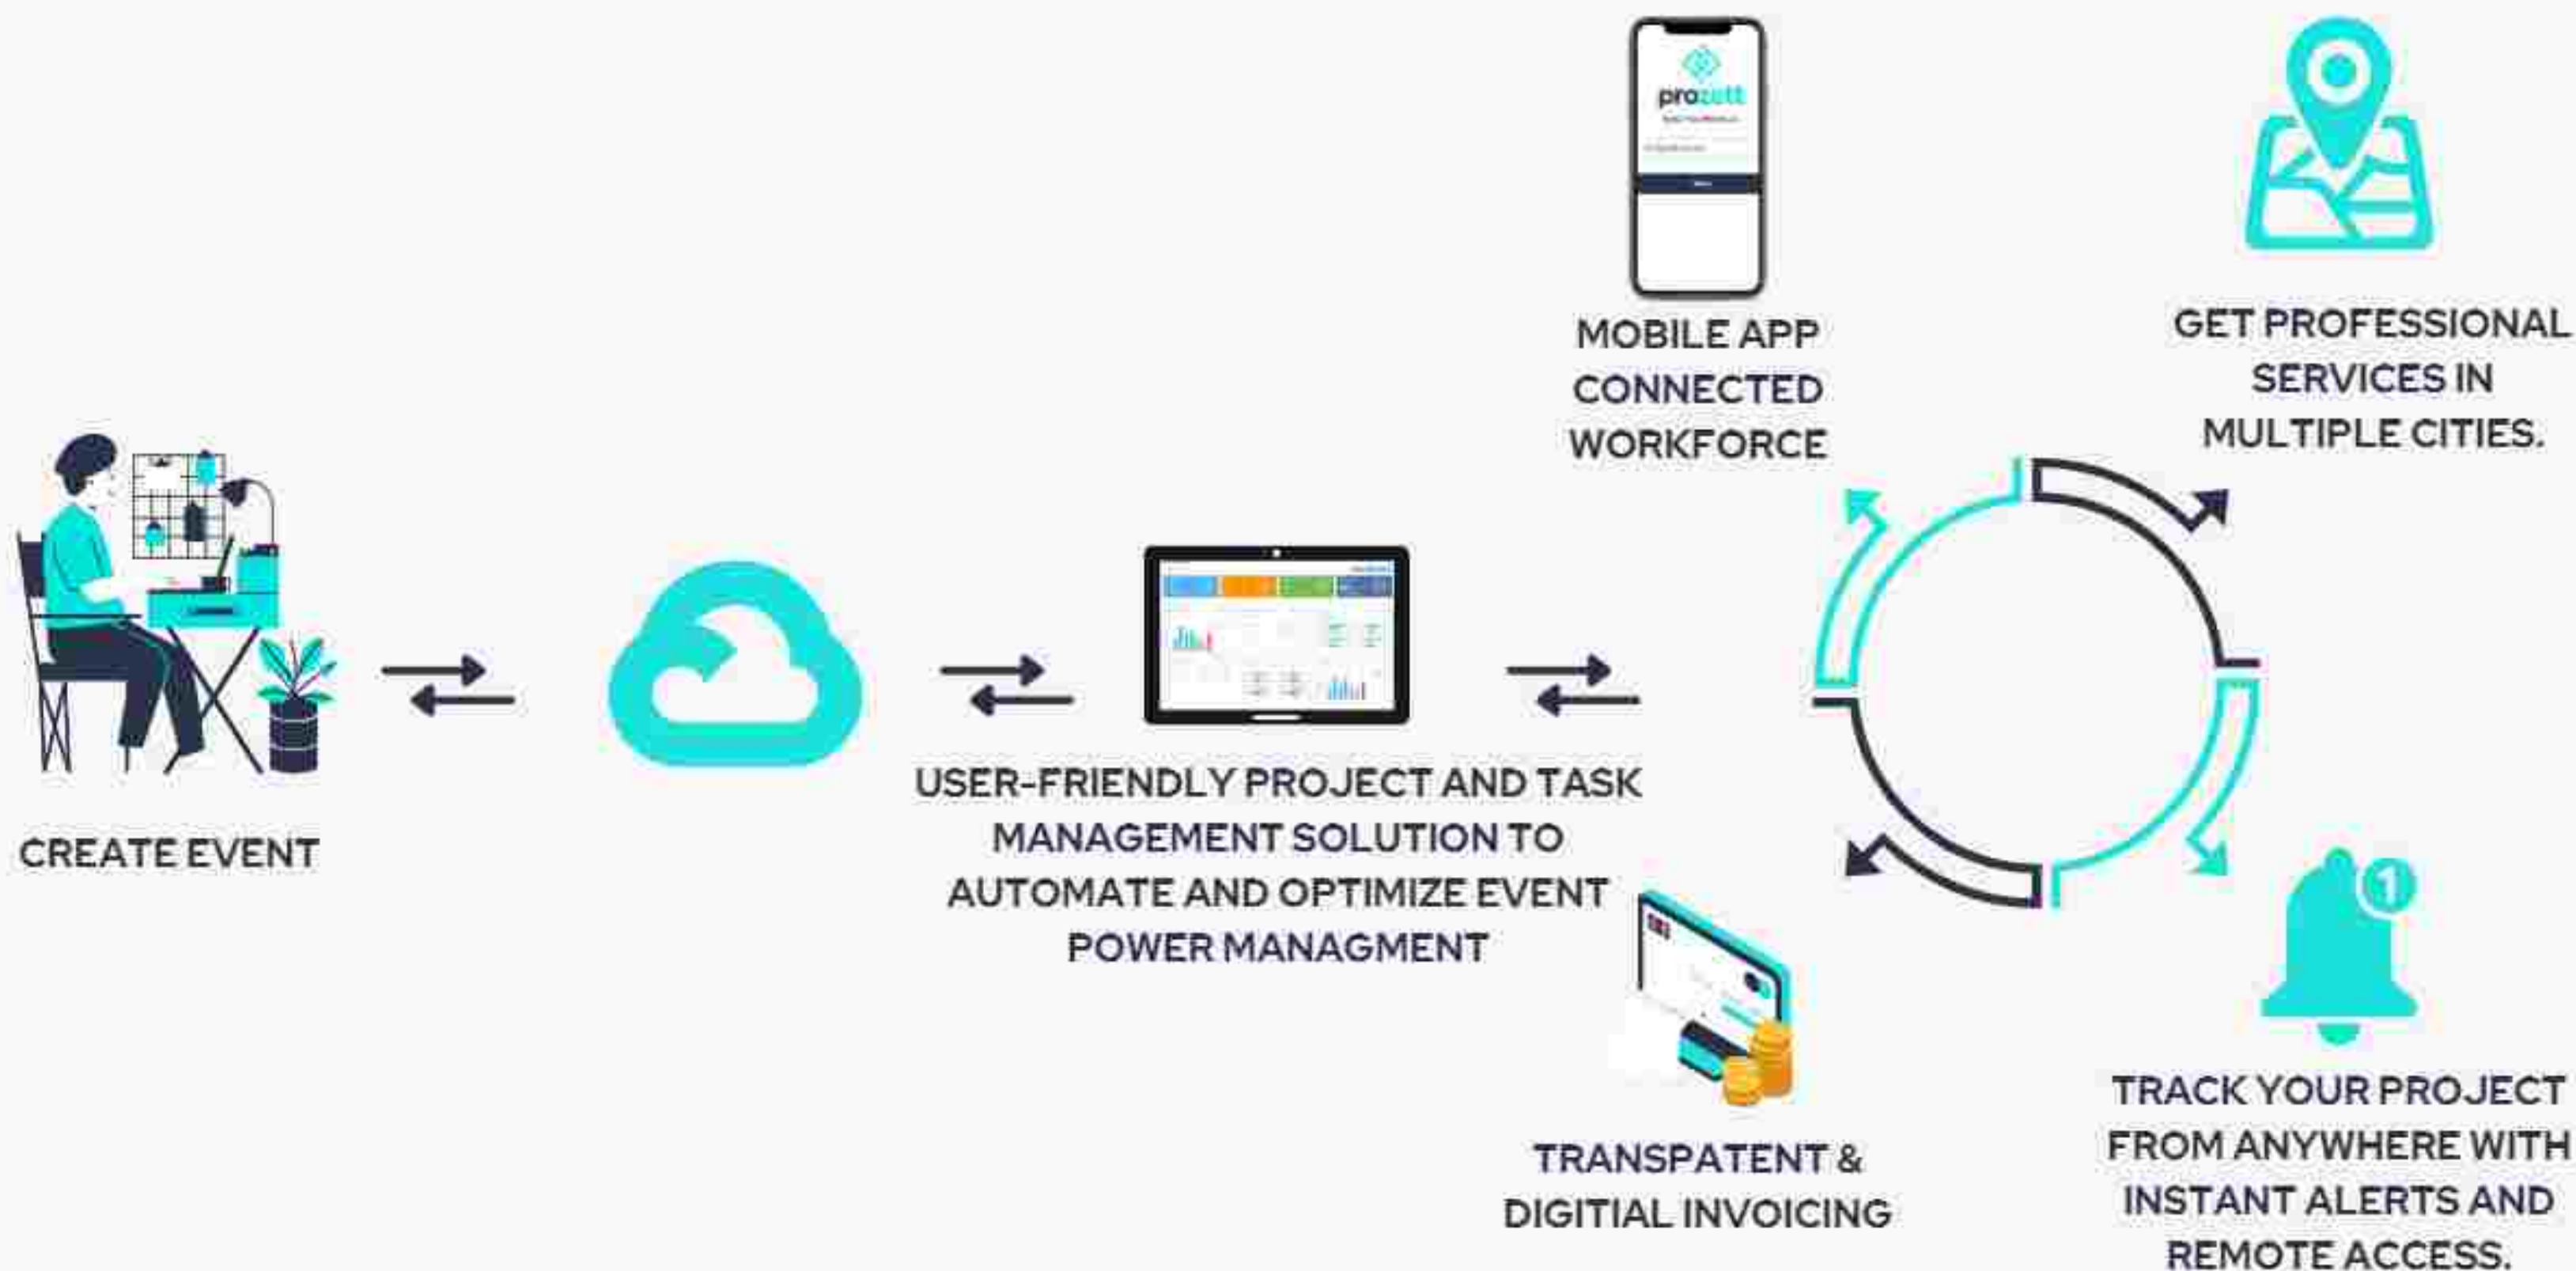 prozett
MOBILE APP
CONNECTED
WORKFORCE
GET PROFESSIONAL
SERVICES IN
MULTIPLE CITIES.
CREATE EVENT
USER-FRIENDLY PROJECT AND TASK
MANAGEMENT SOLUTION TO
AUTOMATE AND OPTIMIZE EVENT
POWER MANAGMENT
TRANSPATENT &
DIGITIAL INVOICING
1
TRACK YOUR PROJECT
FROM ANYWHERE WITH
INSTANT ALERTS AND
REMOTE ACCESS.